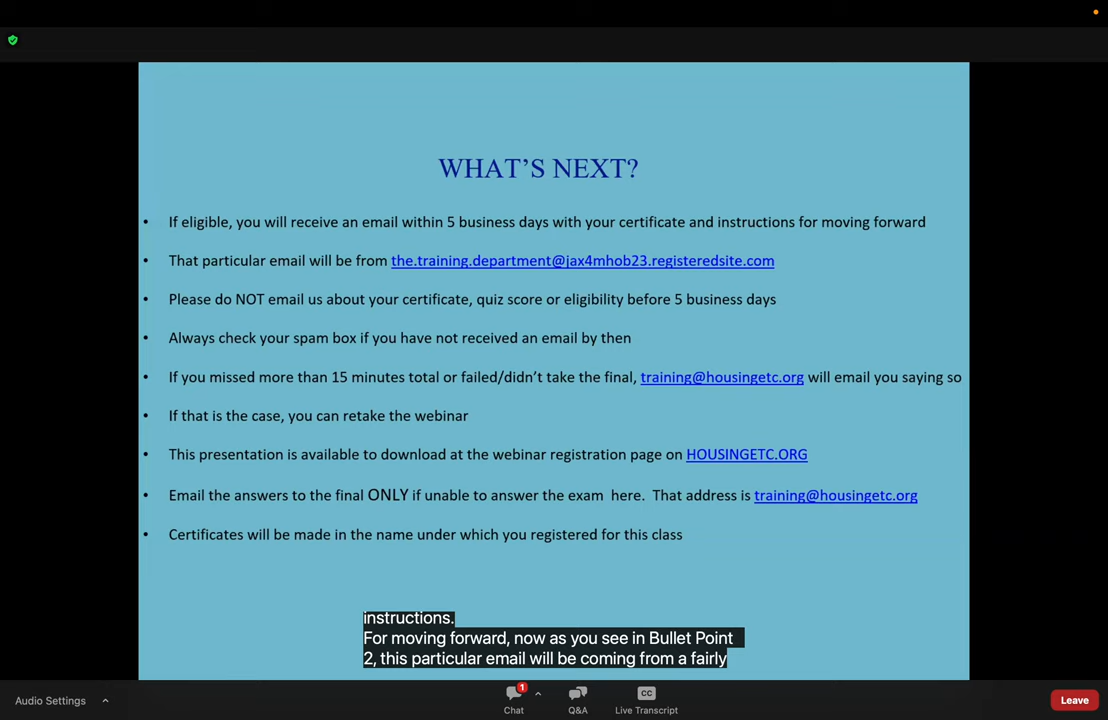 WHAT'S NEXT?
• If eligible, you will receive an email within 5 business days with your certificate and instructions for moving forward
• That particular email will be from the.training.department@jax4mhob23.registeredsite.com
• Please do NOT email us about your certificate, quiz score or eligibility before 5 business days
• Always check your spam box if you have not received an email by then
• If you missed more than 15 minutes total or failed/didn't take the final, training@housingetc.org will email you saying so
• If that is the case, you can retake the webinar
• This presentation is available to download at the webinar registration page on HOUSINGETC.ORG
• Email the answers to the final ONLY if unable to answer the exam here. That address is training@housingetc.org
• Certificates will be made in the name under which you registered for this class
instructions.
For moving forward, now as you see in Bullet Point
2, this particular email will be coming from a fairly
Audio Settings
1
Chat
Q&A
CC
Live Transcript
Leave